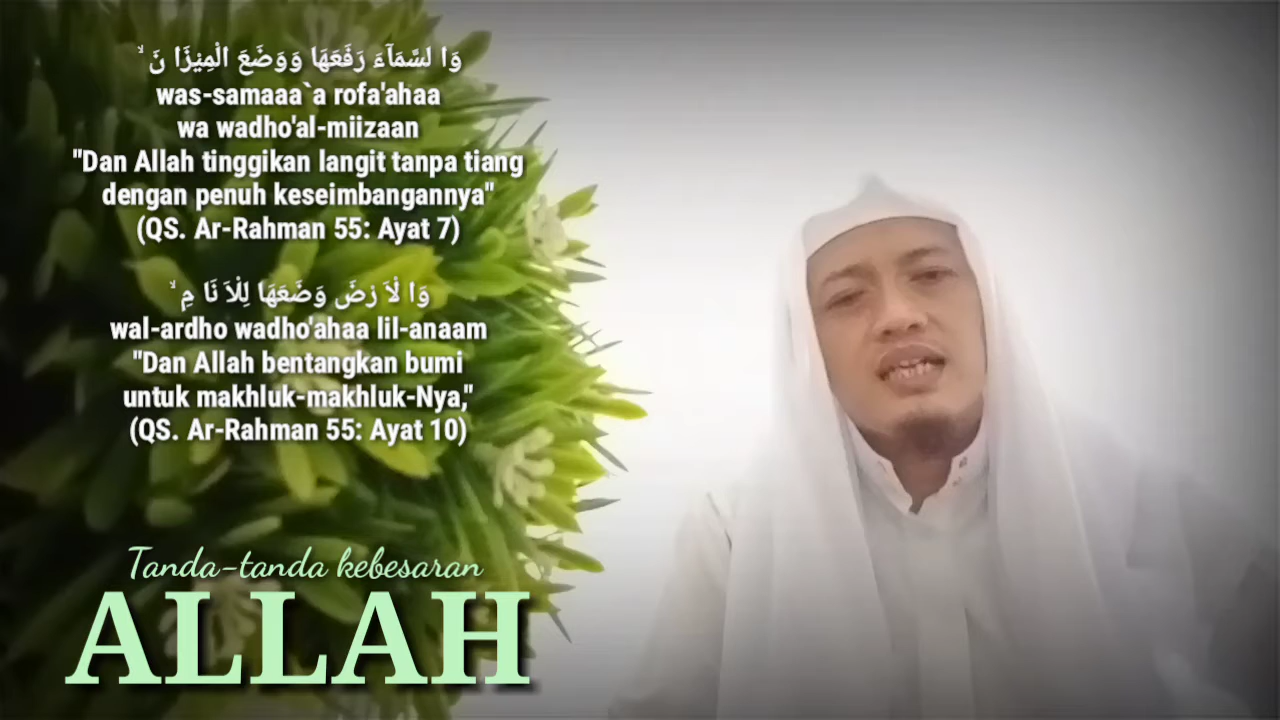 وَا لسَّمَآءَ رَفَعَهَا وَوَضَعَ الْمِيْزَا نَ ۙ
was-samaaa`a rofa'ahaa
wa wadho'al-miizaan
"Dan Allah tinggikan langit tanpa tiang
dengan penuh keseimbangannya"
(QS. Ar-Rahman 55: Ayat 7)
وَا لْاَ رْضَ وَضَعَهَا لِلْاَ نَا مِ ۙ
wal-ardho wadho'ahaa lil-anaam
"Dan Allah bentangkan bumi
untuk makhluk-makhluk-Nya,"
(QS. Ar-Rahman 55: Ayat 10)
Tanda-tanda kebesaran
ALLAH